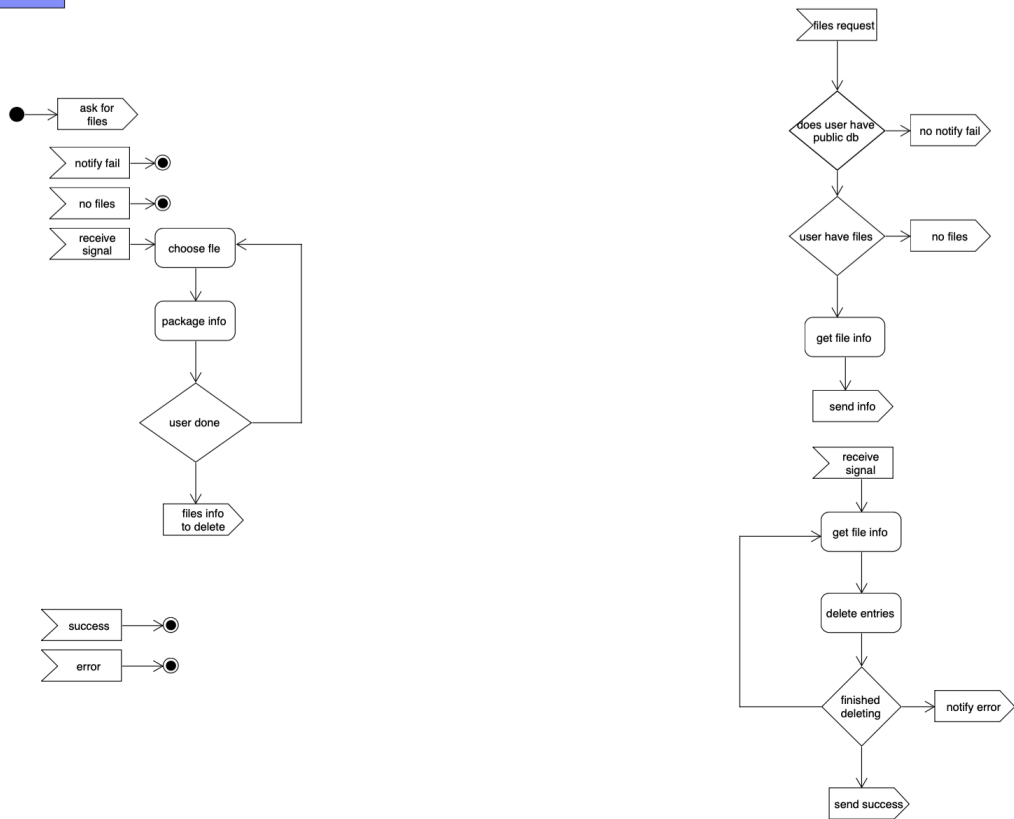 ask for
files
notify fail
no files
receive
signal
choose fle
package info
user done
files info
to delete
success
error
files request
does user have
public db
no notify fail
user have files
no files
get file info
send info
receive
signal
get file info
delete entries
finished
deleting
notify error
send success